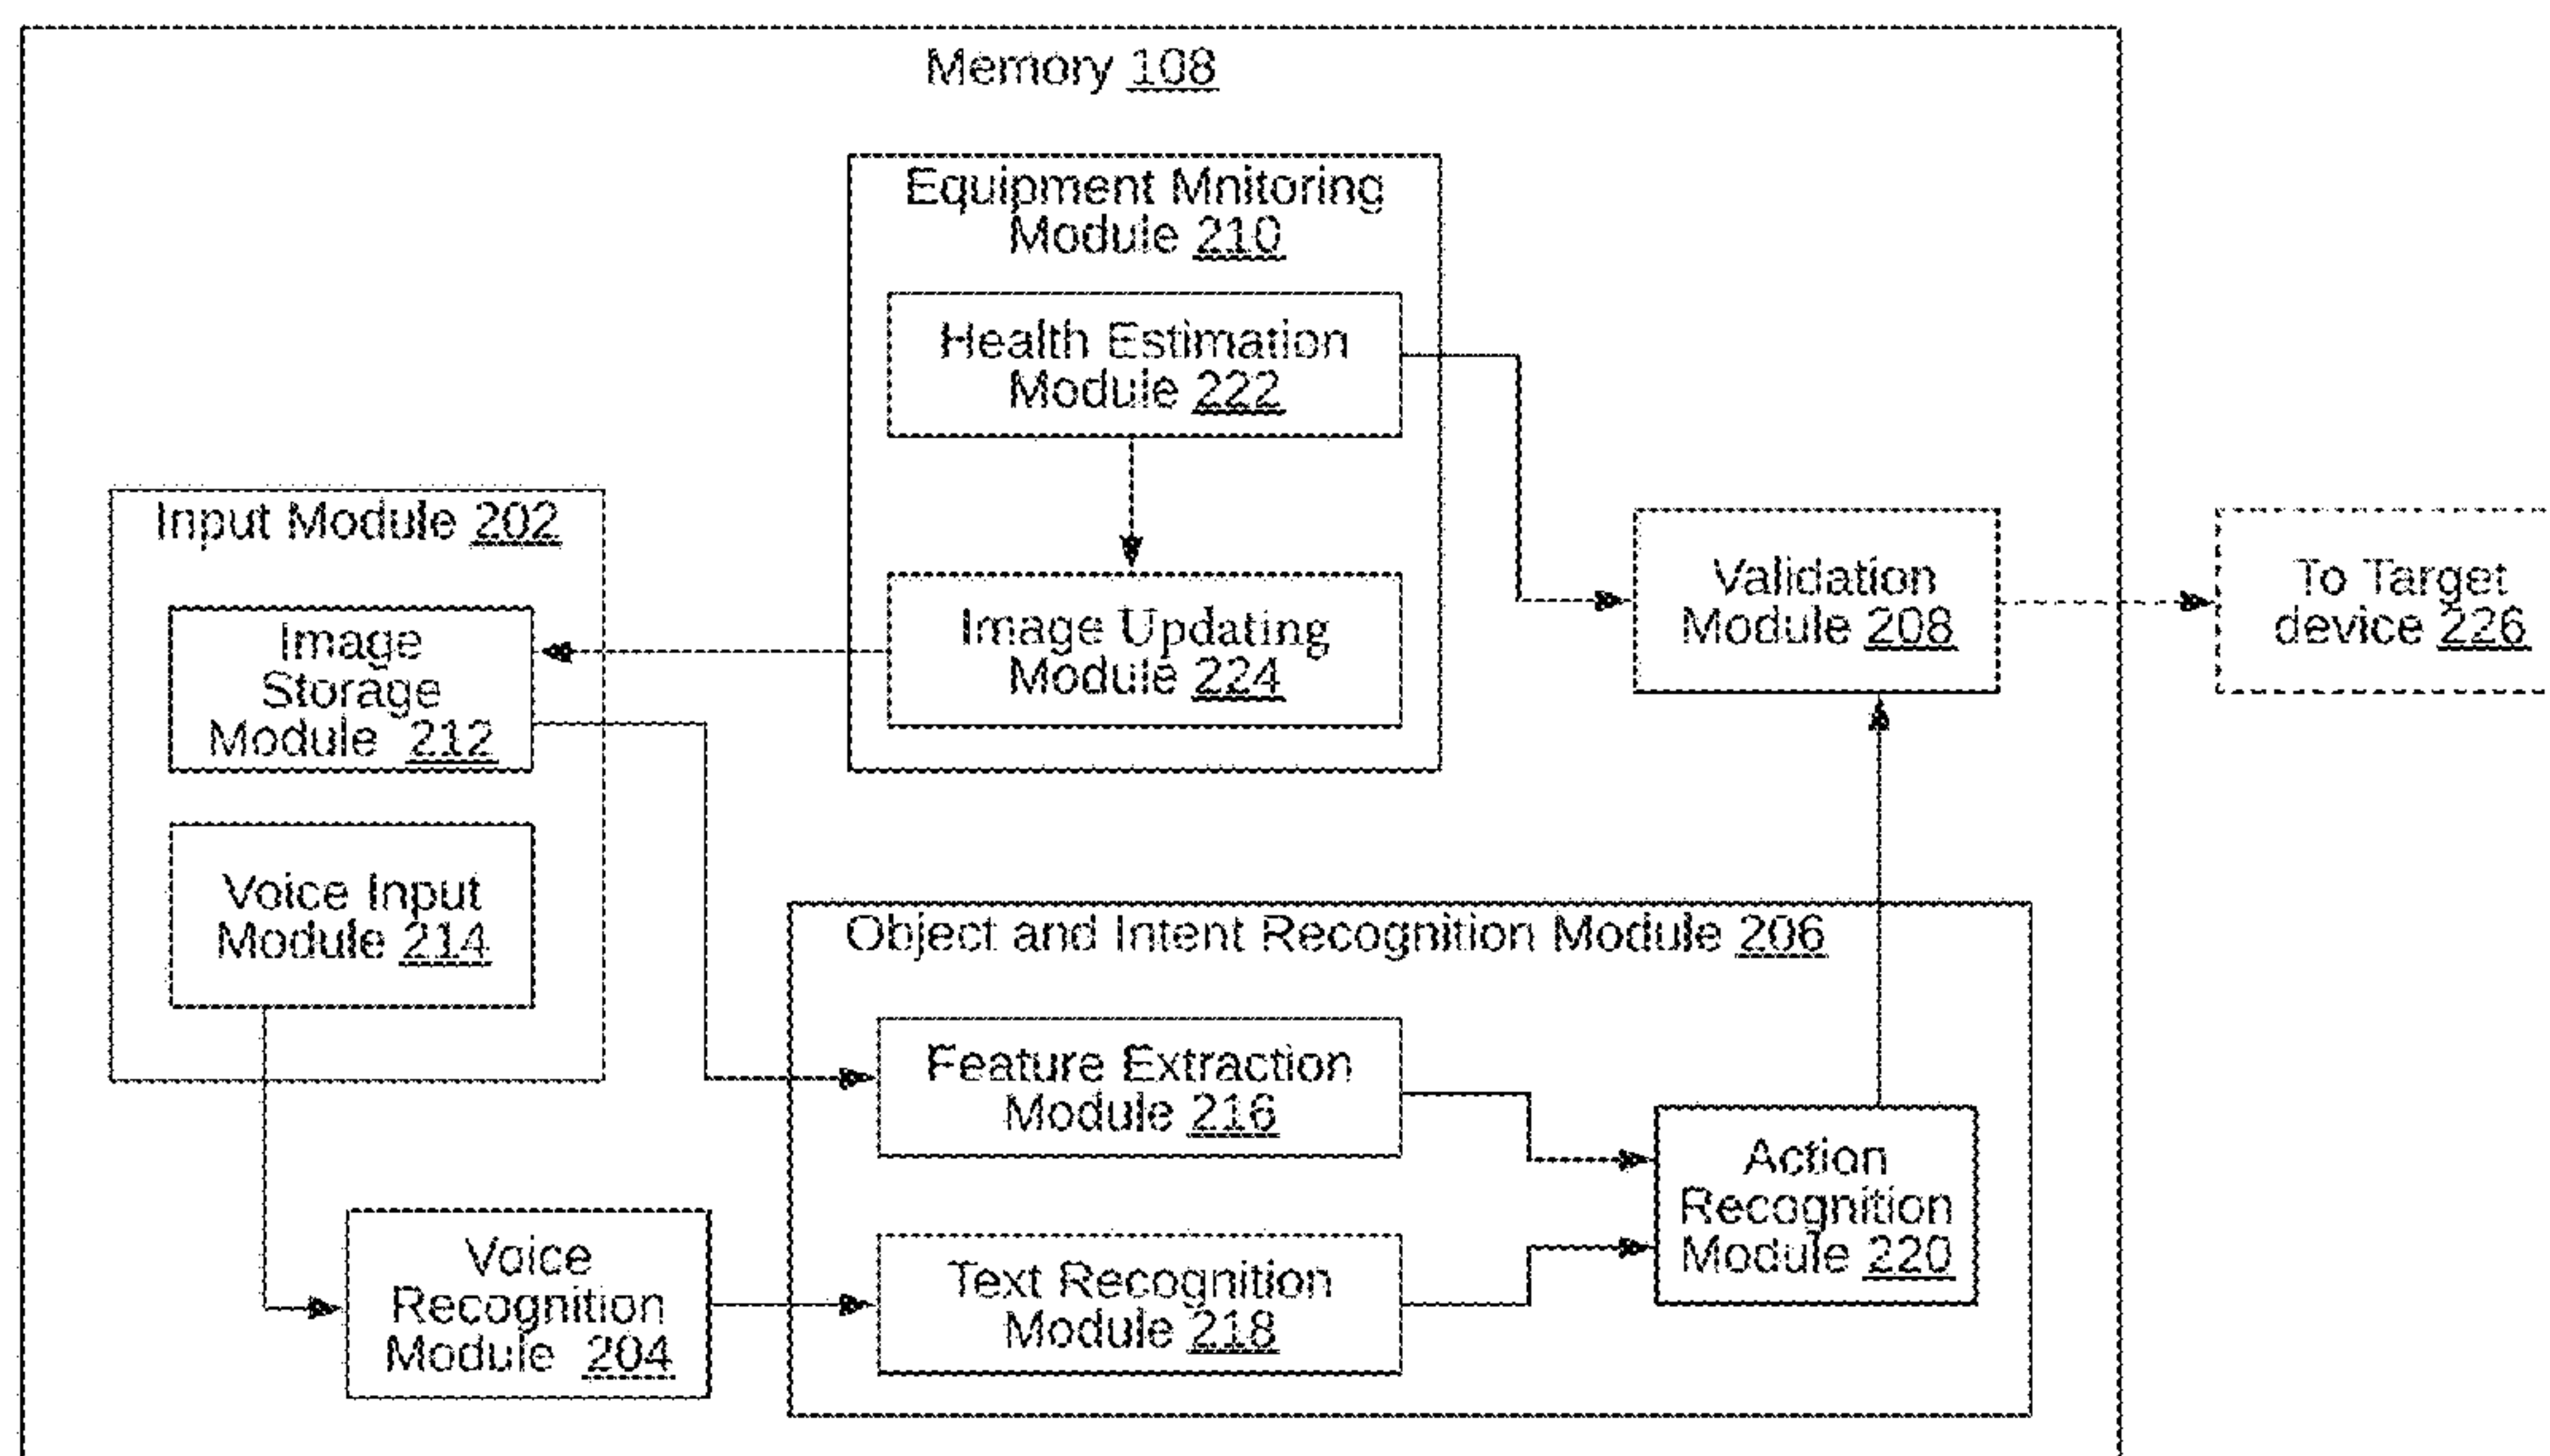 Memory 108
Equipment Mnitoring
Module 210
Health Estimation
Module 222
Image Updating
Module 224
Input Module 202
Image
Storage
Module 212
Voice Input
Module 214
Validation
Module 208
To Target
device 226
Object and Intent Recognition Module 206
Feature Extraction
Module 216
Text Recognition
Module 218
Action
Recognition
Module 220
Voice
Recognition
Module 204